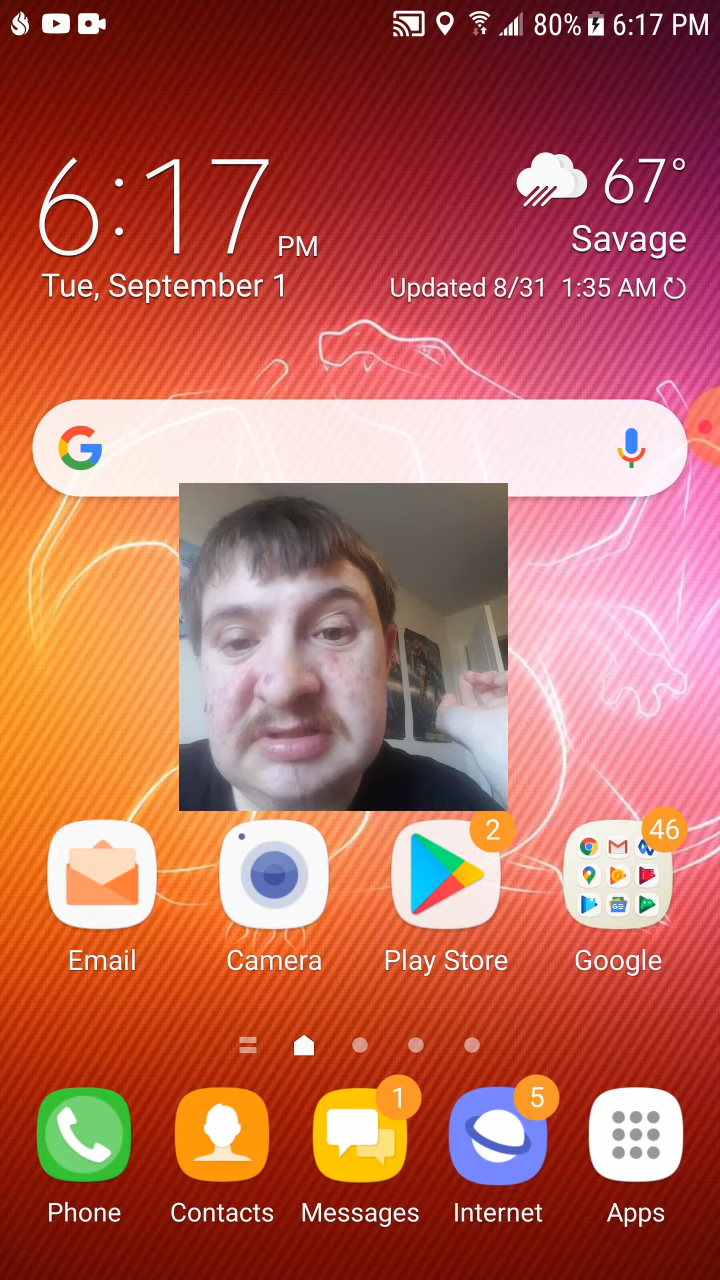 80% 6:17 PM
6:17 PM
67°
Savage
Tue, September 1
Updated 8/31 1:35 AM
2
46
Email
Camera
Play Store
Google
1
5
Phone
Contacts
Messages
Internet
Apps